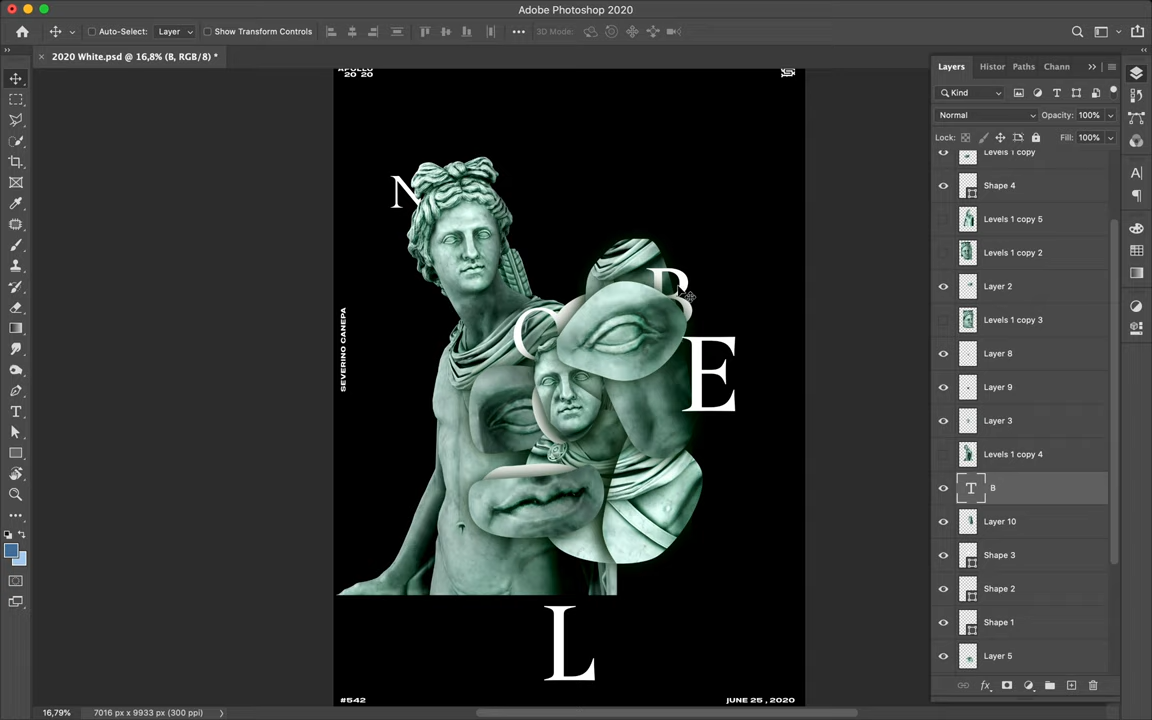 Adobe Photoshop 2020
Auto-Select: Layer Show Transform Controls 3D Mode:
2020 White.psd @ 16,8% (B, RGB/8) *
Layers Histor Paths Chann
Kind
Normal Opacity: 100%
Lock: Fill: 100%
Levels 1 copy
Shape 4
Levels 1 copy 5
Levels 1 copy 2
Layer 2
Levels 1 copy 3
Layer 8
Layer 9
Layer 3
Levels 1 copy 4
B
Layer 10
Shape 3
Shape 2
Shape 1
Layer 5
APOLLO
20 20
N
B
O
E
SEVERINO CANEPA
L
#542
JUNE 25 , 2020
16,79% 7016 px x 9933 px (300 ppi)